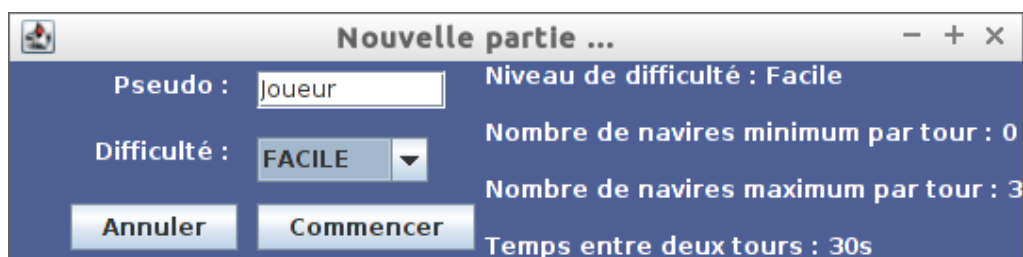 Nouvelle partie ...
Pseudo :
Joueur
Difficulté :
FACILE
Annuler
Commencer
Niveau de difficulté : Facile
Nombre de navires minimum par tour : 0
Nombre de navires maximum par tour : 3
Temps entre deux tours : 30s